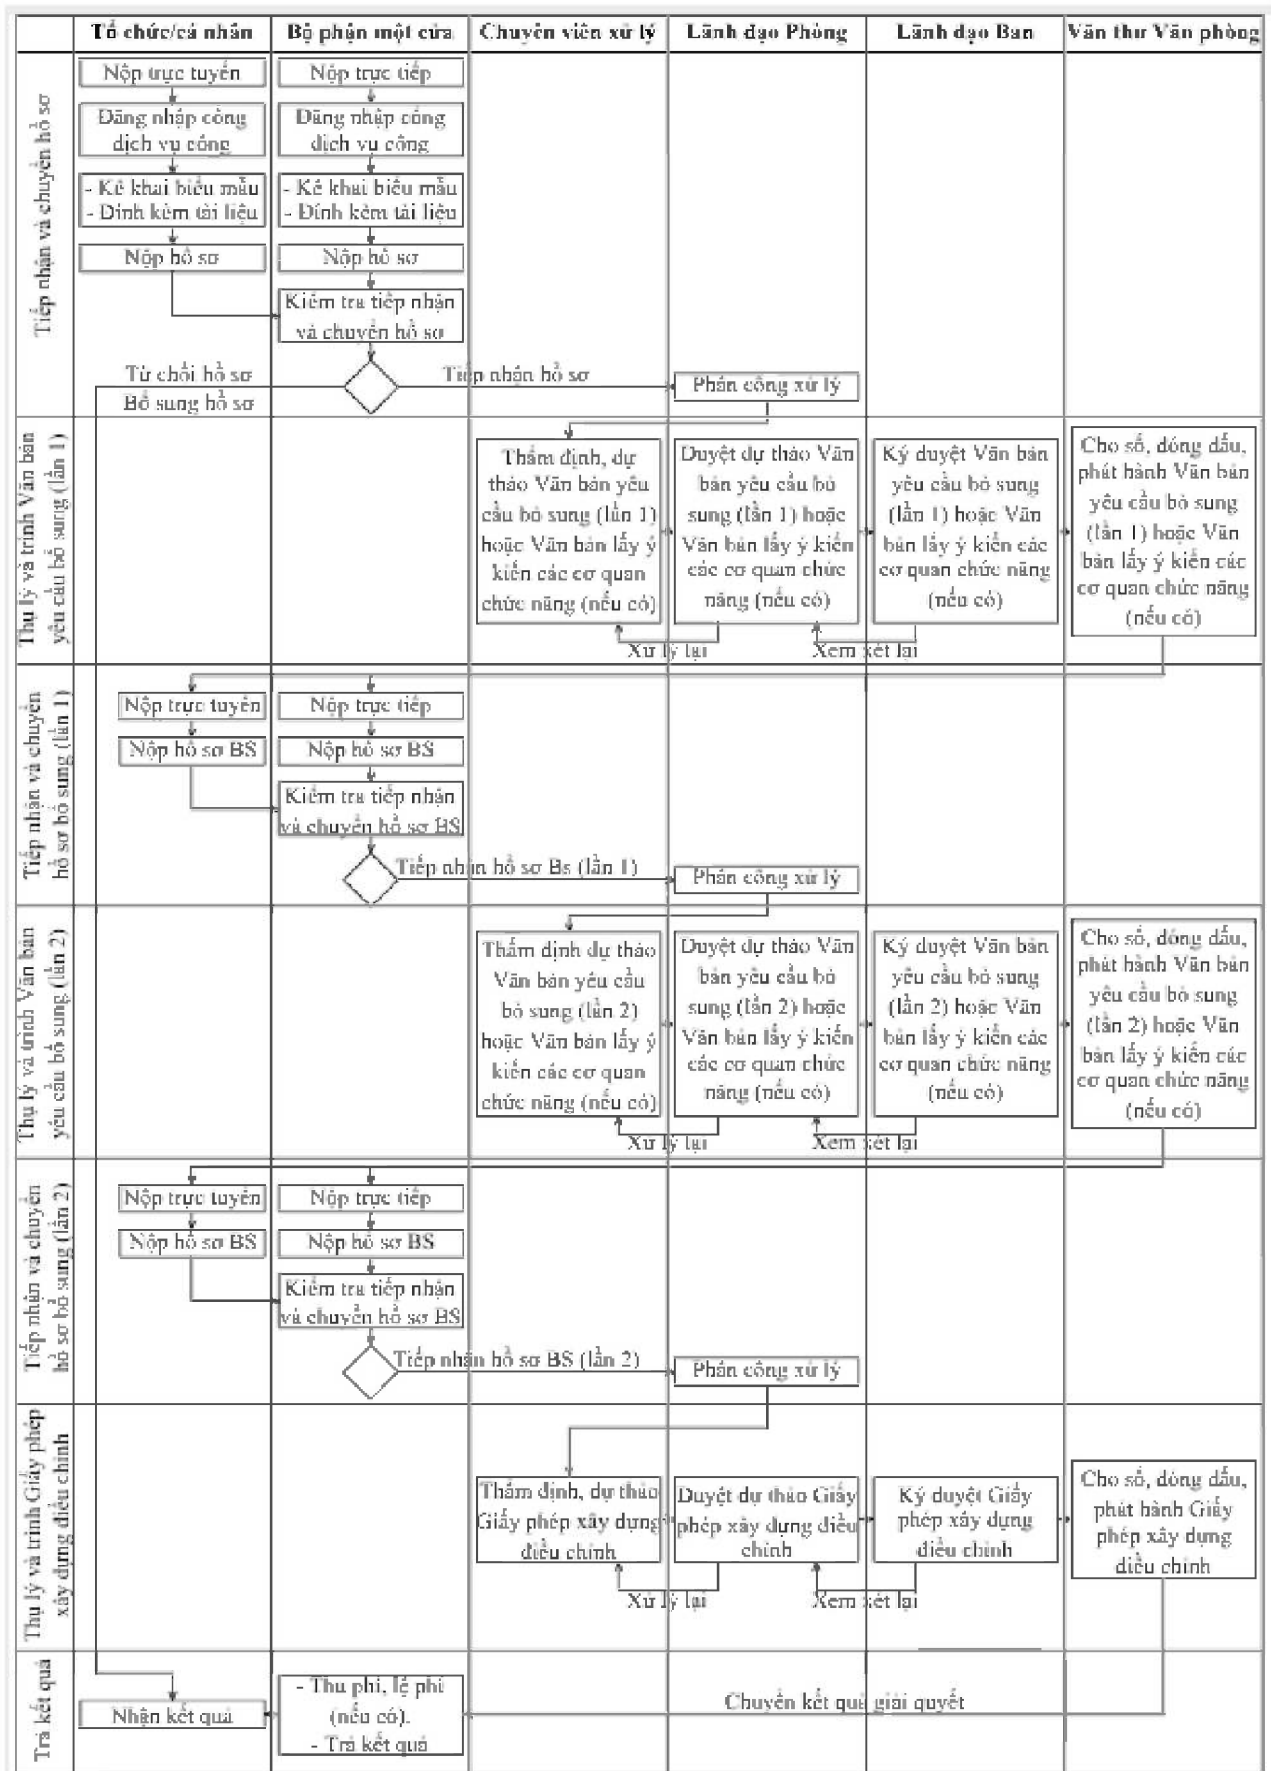 Tổ chức/cá nhân
Bộ phận một cửa
Chuyên viên xử lý
Lãnh đạo Phòng
Lãnh đạo Ban
Văn thư Văn phòng
Tiếp nhận và chuyển hồ sơ
Nộp trực tuyến
Nộp trực tiếp
Đăng nhập cổng
dịch vụ công
Đăng nhập cổng
dịch vụ công
- Kê khai biểu mẫu
- Đính kèm tài liệu
- Kê khai biểu mẫu
- Đính kèm tài liệu
Nộp hồ sơ
Nộp hồ sơ
Kiểm tra tiếp nhận
và chuyển hồ sơ
Từ chối hồ sơ
Bổ sung hồ sơ
Tiếp nhận hồ sơ
Phân công xử lý
Thụ lý và trình Văn bản
yêu cầu bổ sung (lần 1)
Thẩm định, dự
thảo Văn bản yêu
cầu bổ sung (lần 1)
hoặc Văn bản lấy ý
kiến các cơ quan
chức năng (nếu có)
Duyệt dự thảo Văn
bản yêu cầu bổ
sung (lần 1) hoặc
Văn bản lấy ý kiến
các cơ quan chức
năng (nếu có)
Ký duyệt Văn bản
yêu cầu bổ sung
(lần 1) hoặc Văn
bản lấy ý kiến các
cơ quan chức năng
(nếu có)
Cho số, đóng dấu,
phát hành Văn bản
yêu cầu bổ sung
(lần 1) hoặc Văn
bản lấy ý kiến các
cơ quan chức năng
(nếu có)
Xử lý lại
Xem xét lại
Tiếp nhận và chuyển
hồ sơ bổ sung (lần 1)
Nộp trực tuyến
Nộp trực tiếp
Nộp hồ sơ BS
Nộp hồ sơ BS
Kiểm tra tiếp nhận
và chuyển hồ sơ BS
Tiếp nhận hồ sơ Bs (lần 1)
Phân công xử lý
Thụ lý và trình Văn bản
yêu cầu bổ sung (lần 2)
Thẩm định dự thảo
Văn bản yêu cầu
bổ sung (lần 2)
hoặc Văn bản lấy ý
kiến các cơ quan
chức năng (nếu có)
Duyệt dự thảo Văn
bản yêu cầu bổ
sung (lần 2) hoặc
Văn bản lấy ý kiến
các cơ quan chức
năng (nếu có)
Ký duyệt Văn bản
yêu cầu bổ sung
(lần 2) hoặc Văn
bản lấy ý kiến các
cơ quan chức năng
(nếu có)
Cho số, đóng dấu,
phát hành Văn bản
yêu cầu bổ sung
(lần 2) hoặc Văn
bản lấy ý kiến các
cơ quan chức năng
(nếu có)
Xử lý lại
Xem xét lại
Tiếp nhận và chuyển
hồ sơ bổ sung (lần 2)
Nộp trực tuyến
Nộp trực tiếp
Nộp hồ sơ BS
Nộp hồ sơ BS
Kiểm tra tiếp nhận
và chuyển hồ sơ BS
Tiếp nhận hồ sơ BS (lần 2)
Phân công xử lý
Thụ lý và trình Giấy phép
xây dựng điều chỉnh
Thẩm định, dự thảo
Giấy phép xây dựng
điều chỉnh
Duyệt dự thảo Giấy
phép xây dựng điều
chỉnh
Ký duyệt Giấy
phép xây dựng
điều chỉnh
Cho số, đóng dấu,
phát hành Giấy
phép xây dựng
điều chỉnh
Xử lý lại
Xem xét lại
Trả kết quả
Nhận kết quả
- Thu phí, lệ phí
(nếu có).
- Trả kết quả
Chuyển kết quả giải quyết